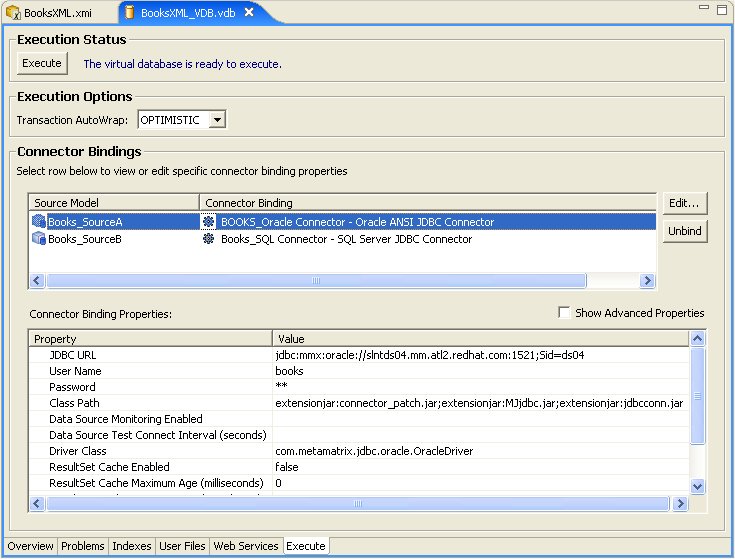 BooksXML.xmi BooksXML_VDB.vdb
Execution Status
Execute The virtual database is ready to execute.
Execution Options
Transaction AutoWrap: OPTIMISTIC
Connector Bindings
Select row below to view or edit specific connector binding properties
Source Model Connector Binding Edit...
Books_SourceA BOOKS_Oracle Connector - Oracle ANSI JDBC Connector
Books_SourceB Books_SQL Connector - SQL Server JDBC Connector Unbind
Connector Binding Properties: Show Advanced Properties
Property Value
JDBC URL jdbc:mmx:oracle://slntds04.mm.atl2.redhat.com:1521;Sid=ds04
User Name books
Password **
Class Path extensionjar:connector_patch.jar;extensionjar:MJjdbc.jar;extensionjar:jdbcconn.jar
Data Source Monitoring Enabled
Data Source Test Connect Interval (seconds)
Driver Class com.metamatrix.jdbc.oracle.OracleDriver
ResultSet Cache Enabled false
ResultSet Cache Maximum Age (milliseconds) 0
Overview Problems Indexes User Files Web Services Execute